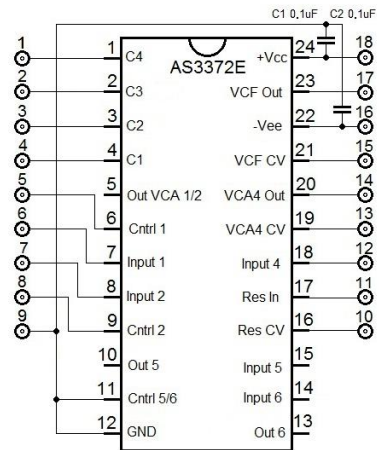 C1 0.1uF C2 0.1uF
AS3372E
1 1 C4 +Vcc 24 18
2 2 C3 VCF Out 23 17
3 3 C2 -Vee 22 16
4 4 C1 VCF CV 21 15
5 5 Out VCA 1/2 VCA4 Out 20 14
6 6 Cntrl 1 VCA4 CV 19 13
7 7 Input 1 Input 4 18 12
8 8 Input 2 Res In 17 11
9 9 Cntrl 2 Res CV 16 10
10 Out 5 Input 5 15
11 Cntrl 5/6 Input 6 14
12 GND Out 6 13